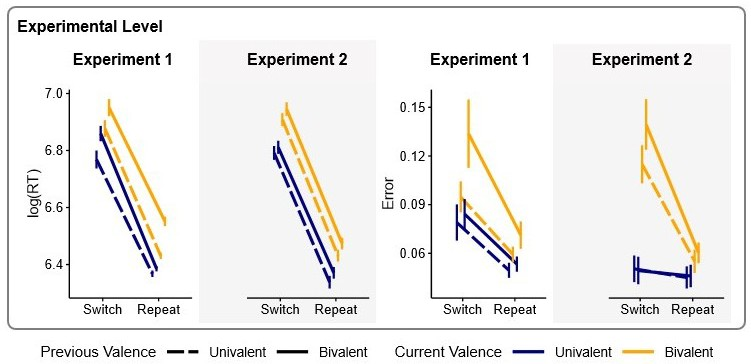 Experimental Level
Experiment 1
Experiment 2
Experiment 1
Experiment 2
log(RT)
7.0
6.8
6.6
6.4
Switch
Repeat
Switch
Repeat
Error
0.15
0.12
0.09
0.06
Switch
Repeat
Switch
Repeat
Previous Valence Univalent Bivalent Current Valence Univalent Bivalent